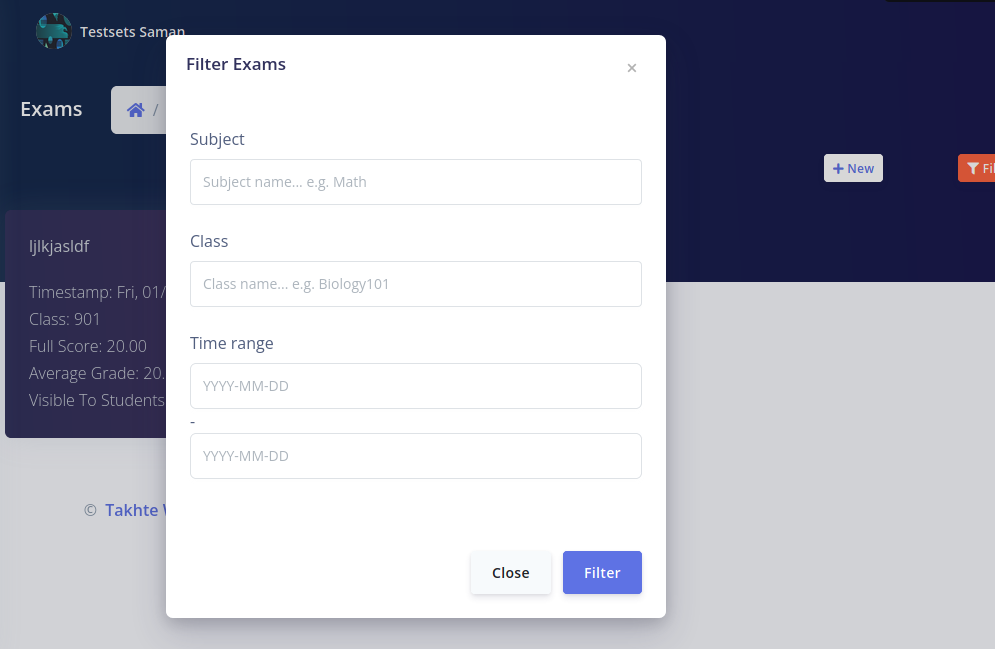 Testsets Saman
Filter Exams
×
Exams
/
Subject
Subject name... e.g. Math
+ New
Class
Class name... e.g. Biology101
ljlkjasldf
Timestamp: Fri, 01/
Class: 901
Full Score: 20.00
Average Grade: 20.
Visible To Students
Time range
YYYY-MM-DD
-
YYYY-MM-DD
© Takhte
Close
Filter